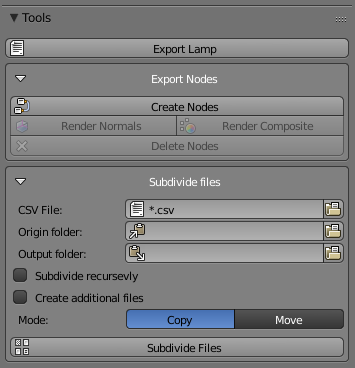 Tools
Export Lamp
Export Nodes
Create Nodes
Render Normals Render Composite
Delete Nodes
Subdivide files
CSV File: *.csv
Origin folder:
Output folder:
Subdivide recursevly
Create additional files
Mode: Copy Move
Subdivide Files